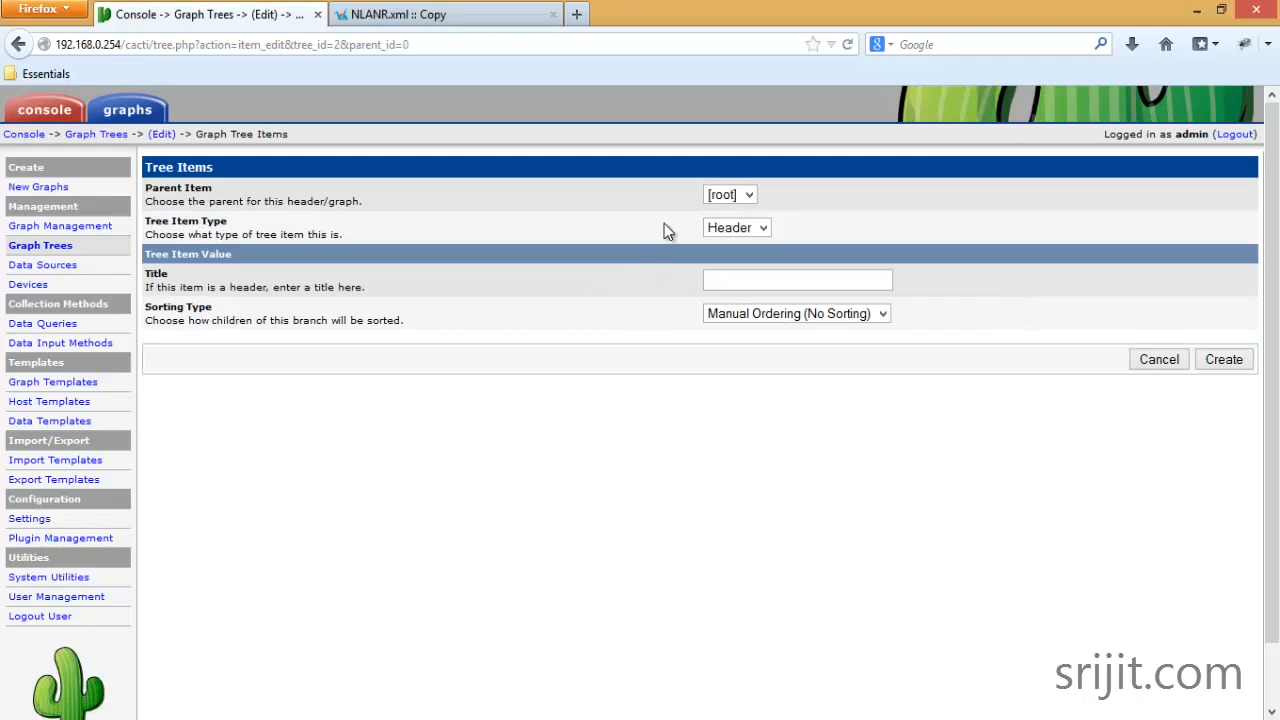 Firefox
Console -> Graph Trees -> (Edit) -> ...
NLANR.xml :: Copy
192.168.0.254/cacti/tree.php?action=item_edit&tree_id=2&parent_id=0
Google
Essentials
console
graphs
Console -> Graph Trees -> (Edit) -> Graph Tree Items
Logged in as admin (Logout)
Create
New Graphs
Management
Graph Management
Graph Trees
Data Sources
Devices
Collection Methods
Data Queries
Data Input Methods
Templates
Graph Templates
Host Templates
Data Templates
Import/Export
Import Templates
Export Templates
Configuration
Settings
Plugin Management
Utilities
System Utilities
User Management
Logout User
Tree Items
Parent Item
Choose the parent for this header/graph.
[root]
Tree Item Type
Choose what type of tree item this is.
Header
Tree Item Value
Title
If this item is a header, enter a title here.
Sorting Type
Choose how children of this branch will be sorted.
Manual Ordering (No Sorting)
Cancel
Create
srijit.com